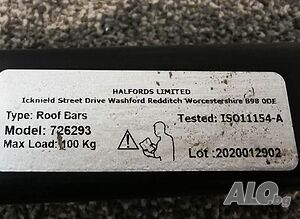 HALFORDS LIMITED
Icknield Street Drive Washford Redditch Worcestershire B98 0DE
Type: Roof Bars
Tested: ISO11154-A
Model: 726293
Max Load: 100 Kg
Lot : 2020012902
ALO.bg